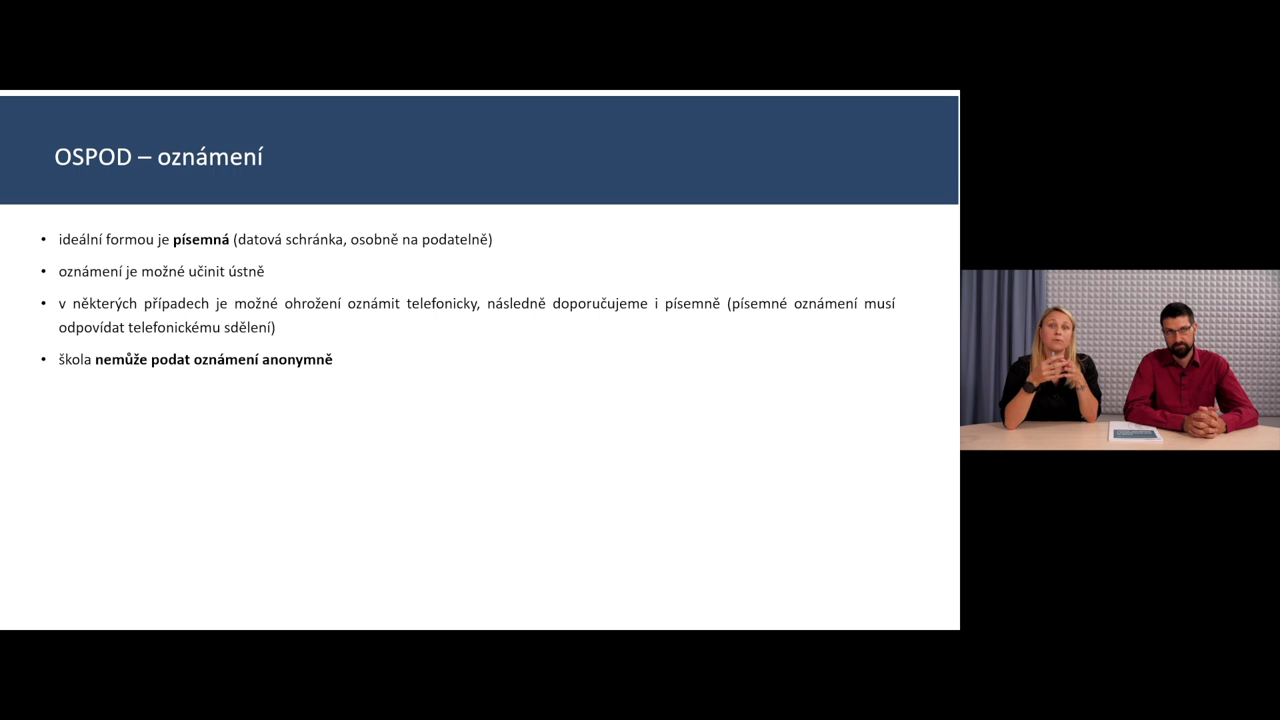 OSPOD – oznámení
• ideální formou je písemná (datová schránka, osobně na podatelně)
• oznámení je možné učinit ústně
• v některých případech je možné ohrožení oznámit telefonicky, následně doporučujeme i písemně (písemné oznámení musí
odpovídat telefonickému sdělení)
• škola nemůže podat oznámení anonymně